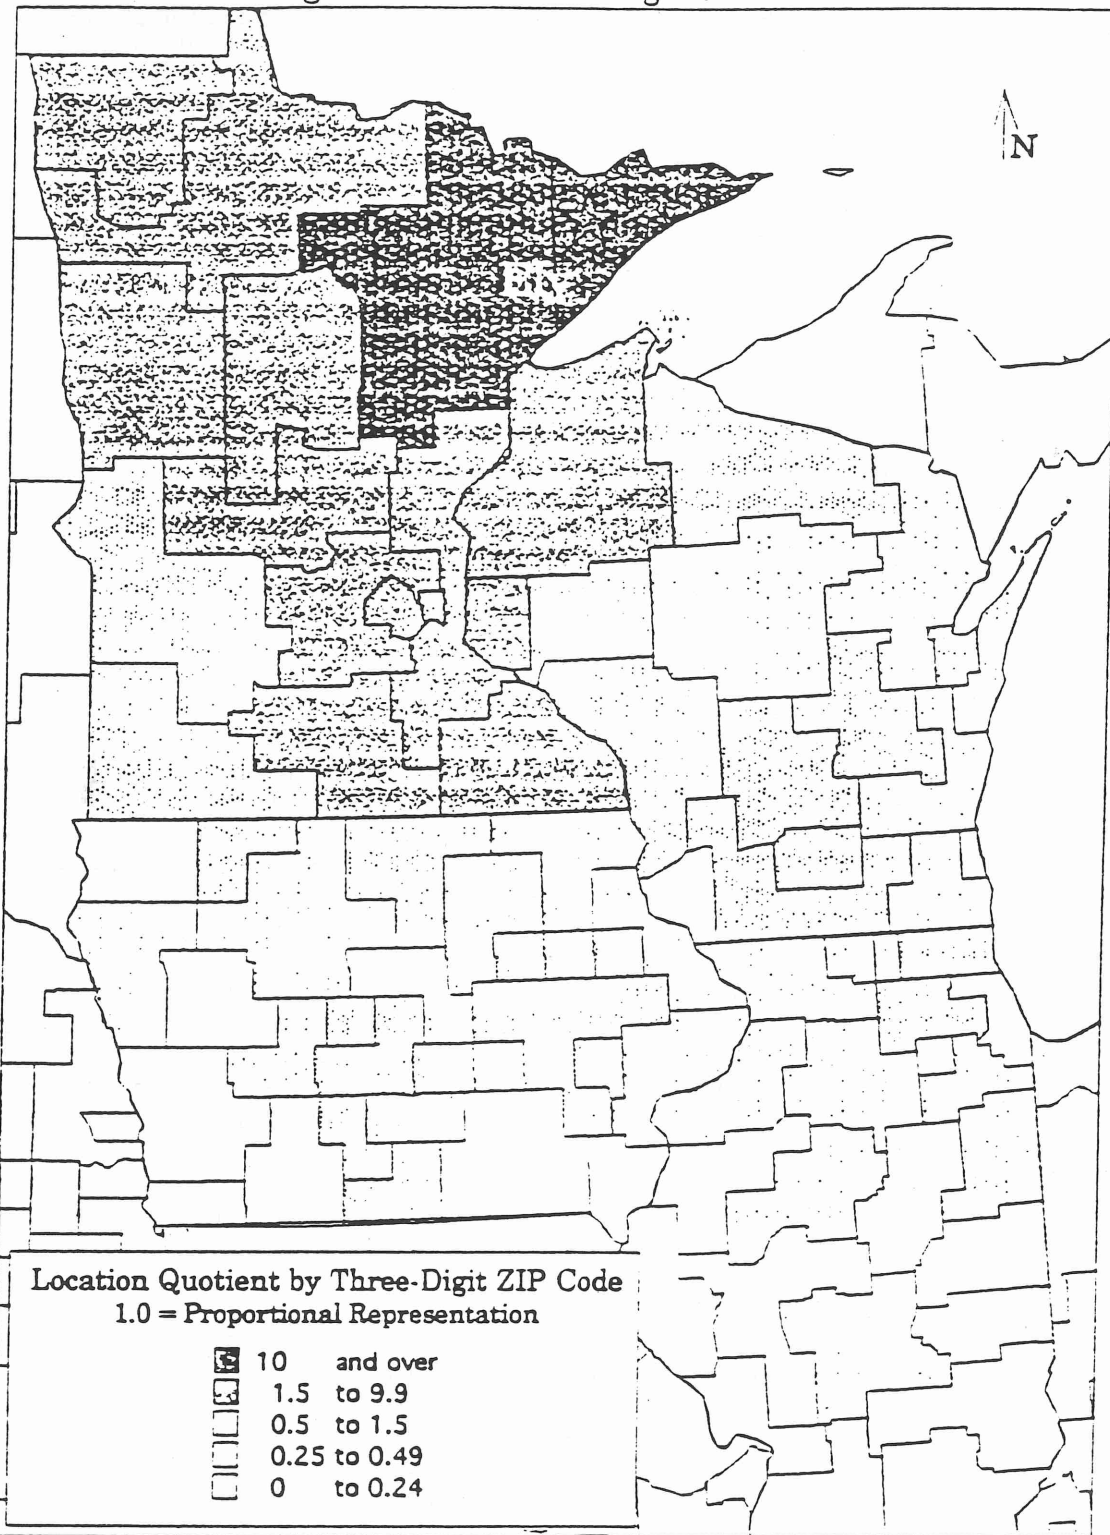 N
Location Quotient by Three-Digit ZIP Code
1.0 = Proportional Representation
10 and over
1.5 to 9.9
0.5 to 1.5
0.25 to 0.49
0 to 0.24